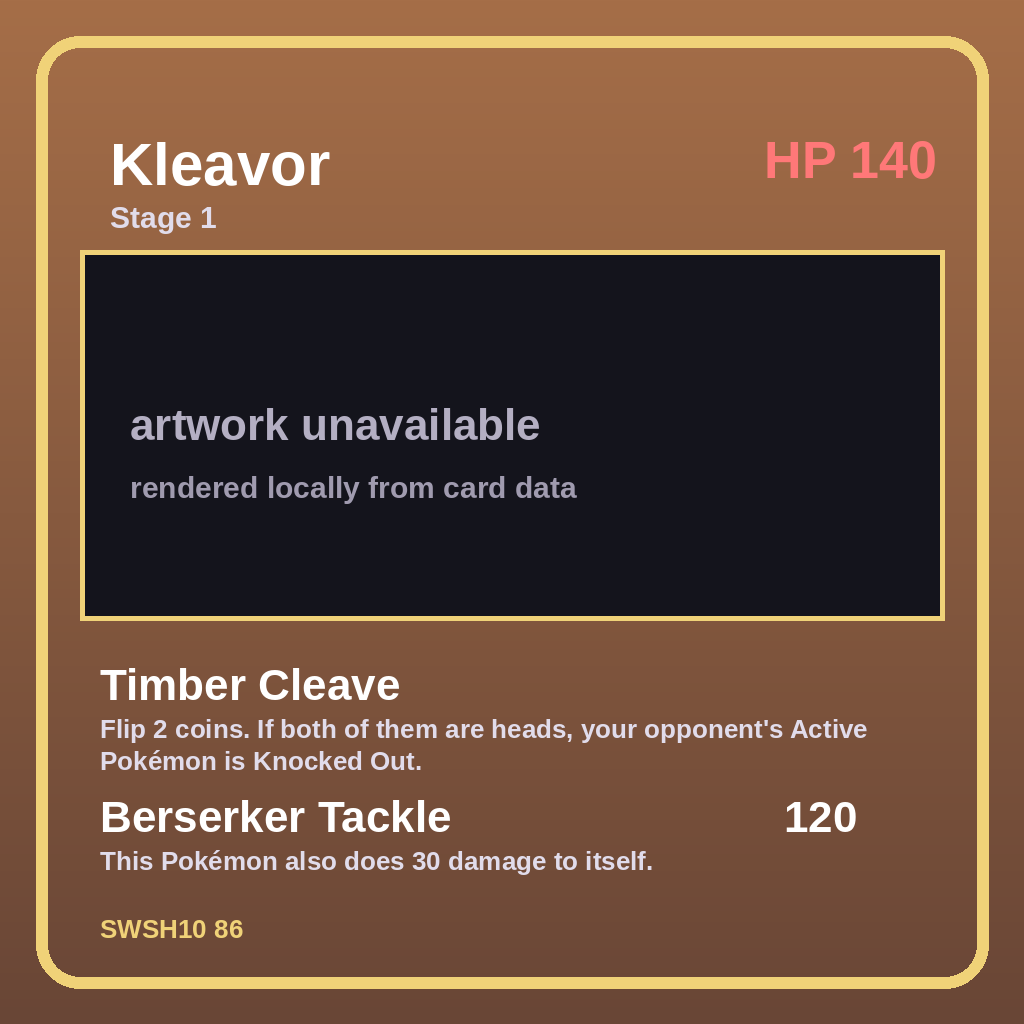 Kleavor
HP 140
Stage 1
artwork unavailable
rendered locally from card data
Timber Cleave
Flip 2 coins. If both of them are heads, your opponent's Active
Pokémon is Knocked Out.
Berserker Tackle 120
This Pokémon also does 30 damage to itself.
SWSH10 86